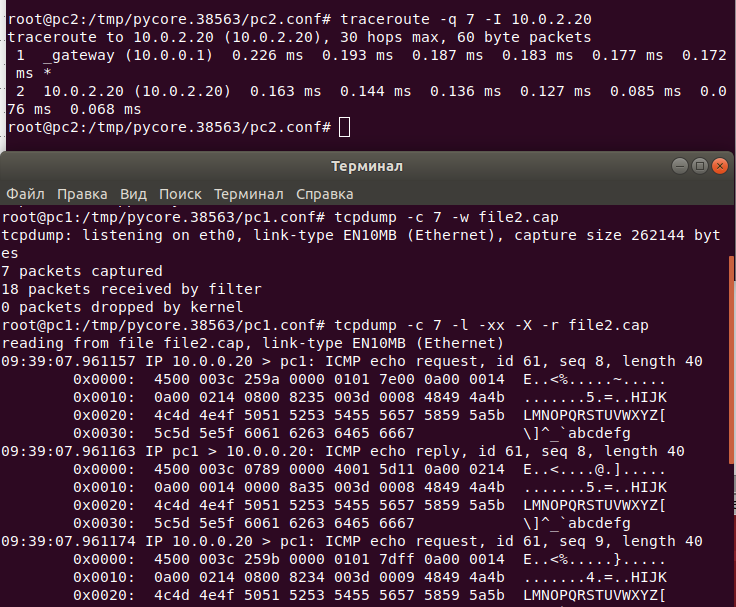 root@pc2:/tmp/pycore.38563/pc2.conf# traceroute -q 7 -I 10.0.2.20
traceroute to 10.0.2.20 (10.0.2.20), 30 hops max, 60 byte packets
 1  _gateway (10.0.0.1)  0.226 ms  0.193 ms  0.187 ms  0.183 ms  0.177 ms  0.172
 ms *
 2  10.0.2.20 (10.0.2.20)  0.163 ms  0.144 ms  0.136 ms  0.127 ms  0.085 ms  0.0
76 ms  0.068 ms
root@pc2:/tmp/pycore.38563/pc2.conf#
Терминал
Файл Правка Вид Поиск Терминал Справка
root@pc1:/tmp/pycore.38563/pc1.conf# tcpdump -c 7 -w file2.cap
tcpdump: listening on eth0, link-type EN10MB (Ethernet), capture size 262144 byt
es
7 packets captured
18 packets received by filter
0 packets dropped by kernel
root@pc1:/tmp/pycore.38563/pc1.conf# tcpdump -c 7 -l -xx -X -r file2.cap
reading from file file2.cap, link-type EN10MB (Ethernet)
09:39:07.961157 IP 10.0.0.20 > pc1: ICMP echo request, id 61, seq 8, length 40
        0x0000:  4500 003c 259a 0000 0101 7e00 0a00 0014  E..<%.....~.....
        0x0010:  0a00 0214 0800 8235 003d 0008 4849 4a4b  .......5.=..HIJK
        0x0020:  4c4d 4e4f 5051 5253 5455 5657 5859 5a5b  LMNOPQRSTUVWXYZ[
        0x0030:  5c5d 5e5f 6061 6263 6465 6667            \]^_`abcdefg
09:39:07.961163 IP pc1 > 10.0.0.20: ICMP echo reply, id 61, seq 8, length 40
        0x0000:  4500 003c 0789 0000 4001 5d11 0a00 0214  E..<....@.].....
        0x0010:  0a00 0014 0000 8a35 003d 0008 4849 4a4b  .......5.=..HIJK
        0x0020:  4c4d 4e4f 5051 5253 5455 5657 5859 5a5b  LMNOPQRSTUVWXYZ[
        0x0030:  5c5d 5e5f 6061 6263 6465 6667            \]^_`abcdefg
09:39:07.961174 IP 10.0.0.20 > pc1: ICMP echo request, id 61, seq 9, length 40
        0x0000:  4500 003c 259b 0000 0101 7dff 0a00 0014  E..<%.....}.....
        0x0010:  0a00 0214 0800 8234 003d 0009 4849 4a4b  .......4.=..HIJK
        0x0020:  4c4d 4e4f 5051 5253 5455 5657 5859 5a5b  LMNOPQRSTUVWXYZ[